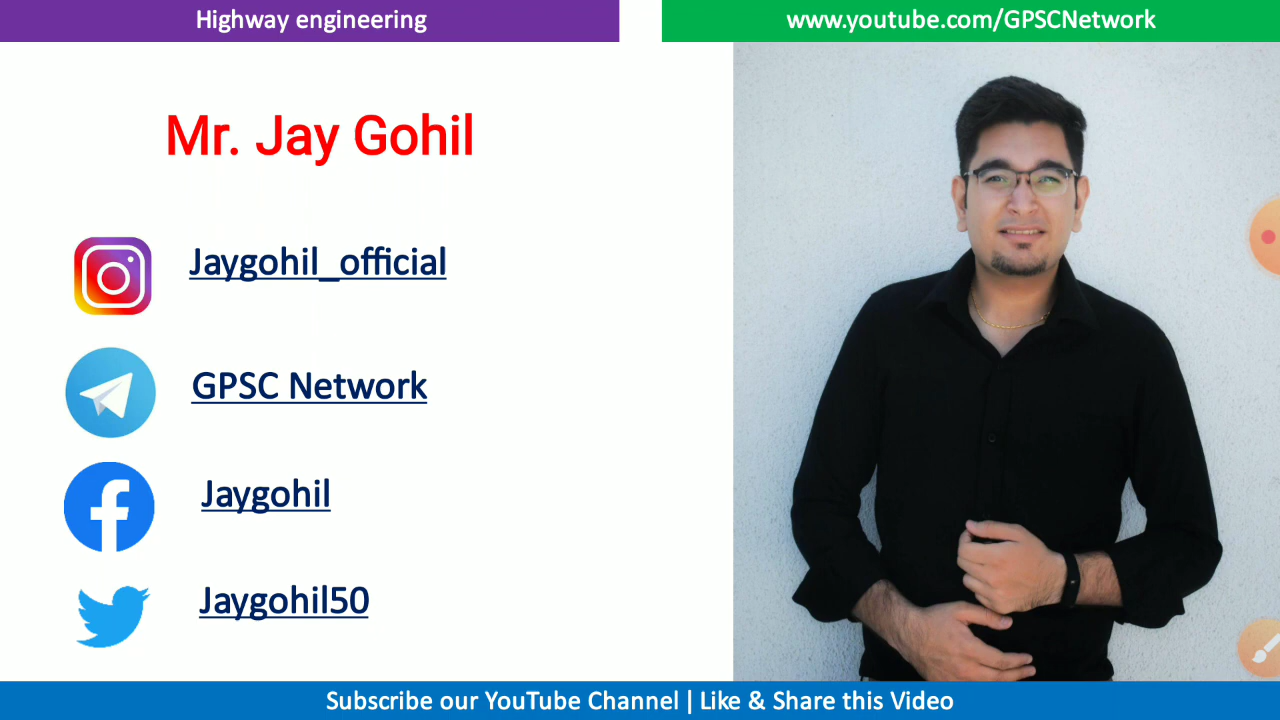 Highway engineering
www.youtube.com/GPSCNetwork
Mr. Jay Gohil
Jaygohil_official
GPSC Network
Jaygohil
Jaygohil50
Subscribe our YouTube Channel | Like & Share this Video